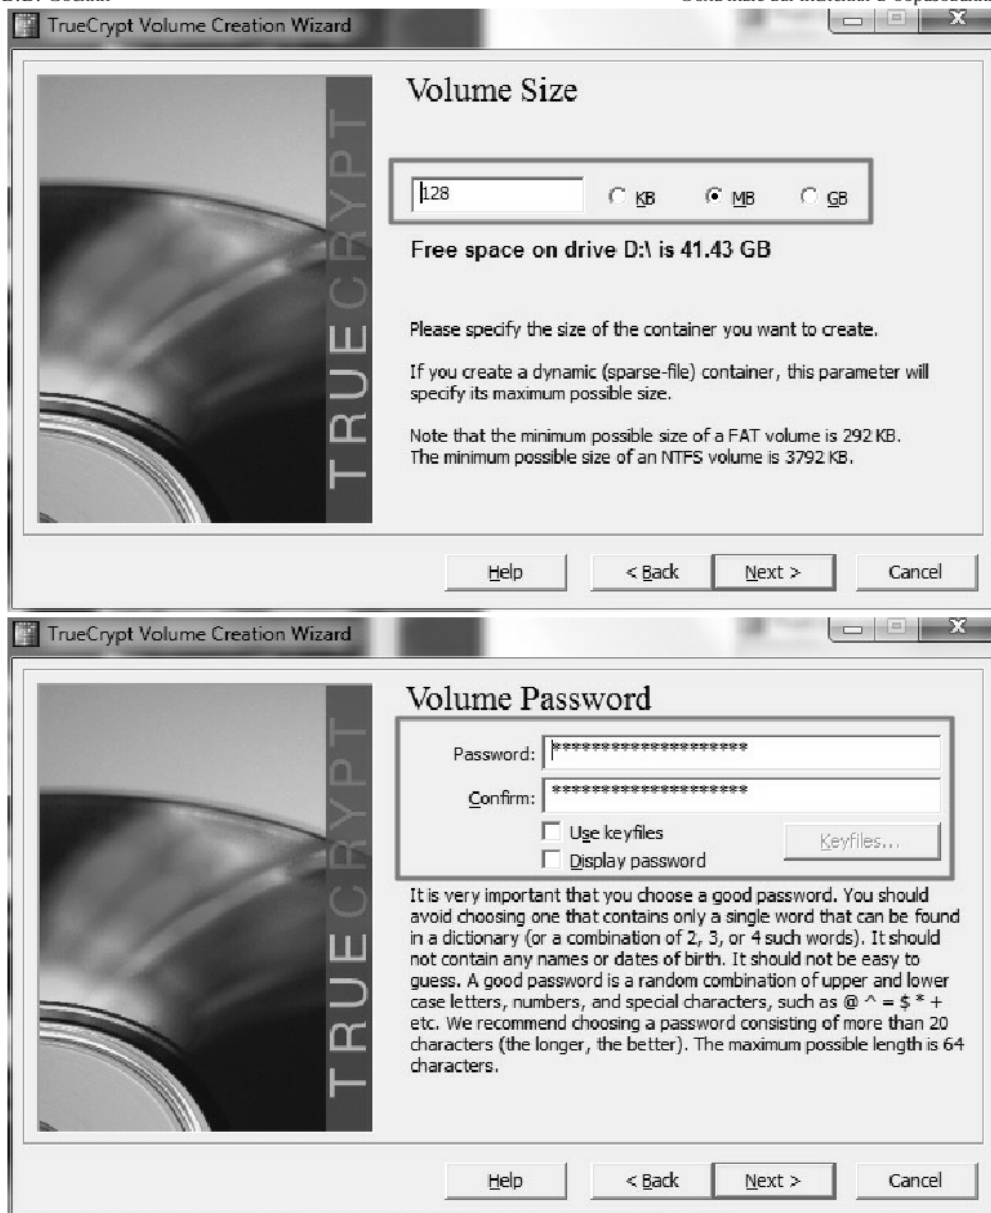 TrueCrypt Volume Creation Wizard
TRUECRYPT
Volume Size
128 KB MB GB
Free space on drive D:\ is 41.43 GB
Please specify the size of the container you want to create.
If you create a dynamic (sparse-file) container, this parameter will
specify its maximum possible size.
Note that the minimum possible size of a FAT volume is 292 KB.
The minimum possible size of an NTFS volume is 3792 KB.
Help < Back Next > Cancel
TrueCrypt Volume Creation Wizard
TRUECRYPT
Volume Password
Password: ********************
Confirm: ********************
Use keyfiles Keyfiles...
Display password
It is very important that you choose a good password. You should
avoid choosing one that contains only a single word that can be found
in a dictionary (or a combination of 2, 3, or 4 such words). It should
not contain any names or dates of birth. It should not be easy to
guess. A good password is a random combination of upper and lower
case letters, numbers, and special characters, such as @ ^ = $ * +
etc. We recommend choosing a password consisting of more than 20
characters (the longer, the better). The maximum possible length is 64
characters.
Help < Back Next > Cancel